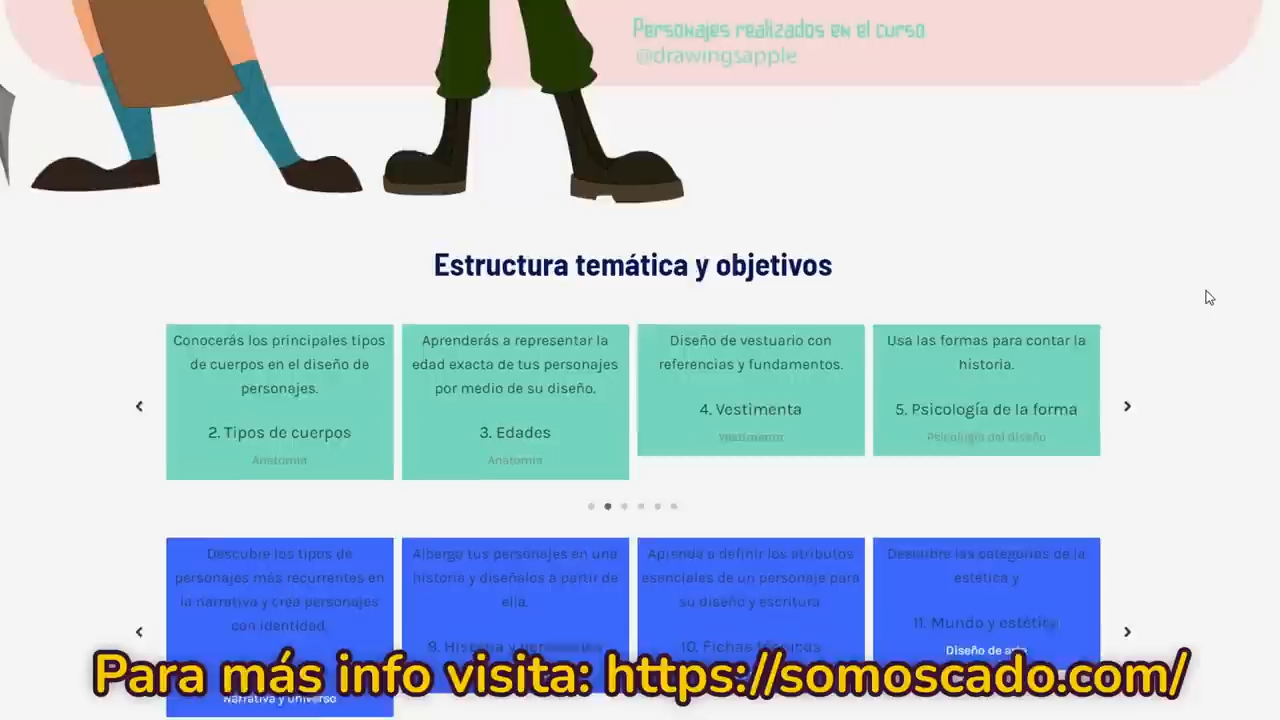 Personajes realizados en el curso
@drawingsapple
Estructura temática y objetivos
Conocerás los principales tipos
de cuerpos en el diseño de
personajes.
2. Tipos de cuerpos
Anatomía
Aprenderás a representar la
edad exacta de tus personajes
por medio de su diseño.
3. Edades
Anatomía
Diseño de vestuario con
referencias y fundamentos.
4. Vestimenta
Vestimenta
Usa las formas para contar la
historia.
5. Psicología de la forma
Psicología del diseño
Descubre los tipos de
personajes más recurrentes en
la narrativa y crea personajes
con identidad.
Narrativa y universo
Alberga tus personajes en una
historia y diseñalos a partir de
ella.
9. Historia y personajes
Aprende a definir los atributos
esenciales de un personaje para
su diseño y escritura.
10. Fichas técnicas
Descubre las categorías de la
estética y
11. Mundo y estética
Diseño de arte
Para más info visita: https://somoscado.com/